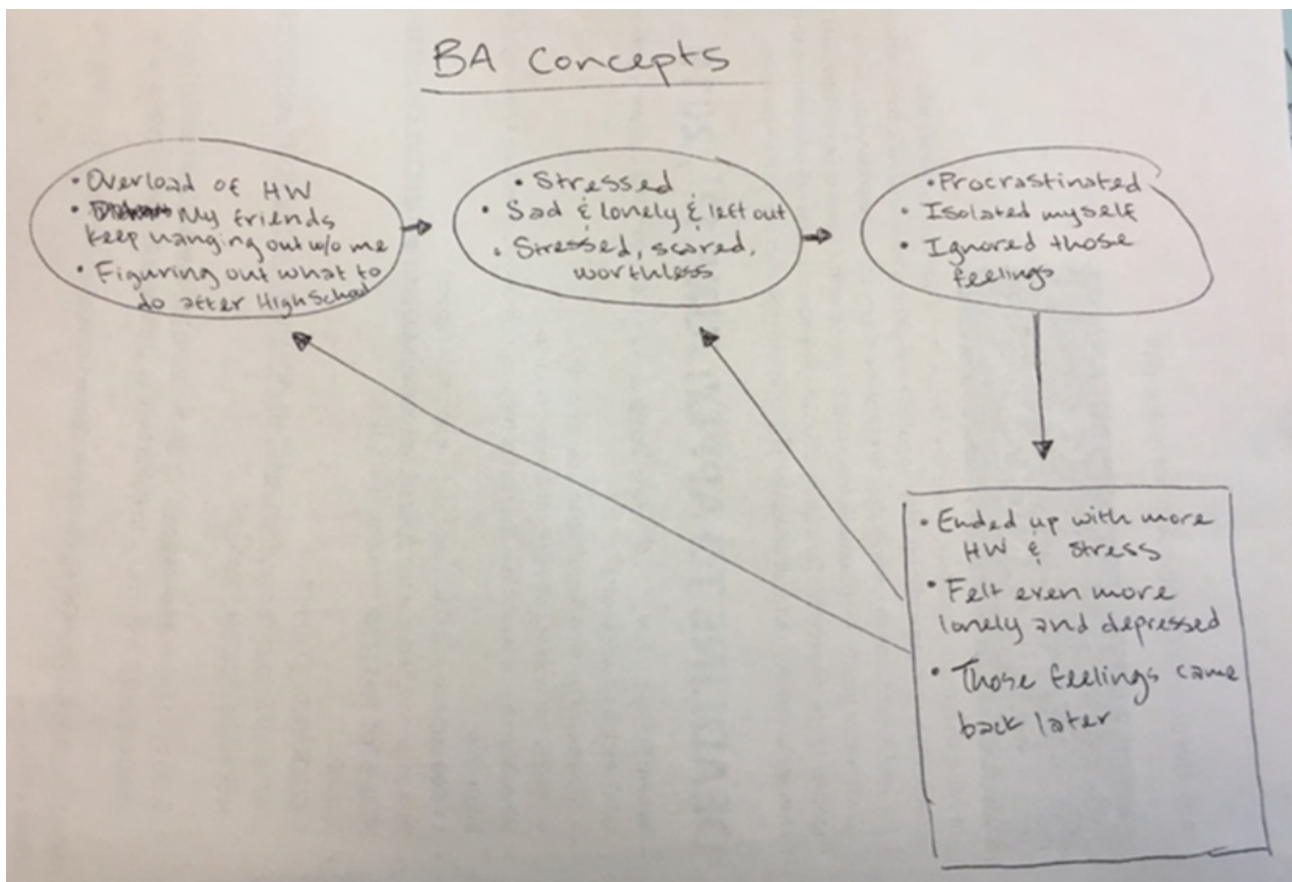 BA Concepts
• Overload of HW
• My friends
keep hanging out w/o me
• Figuring out what to
do after High School
• Stressed
• Sad & lonely & left out
• Stressed, scared,
worthless
• Procrastinated
• Isolated myself
• Ignored those
feelings
• Ended up with more
HW & stress
• Felt even more
lonely and depressed
• Those feelings came
back later